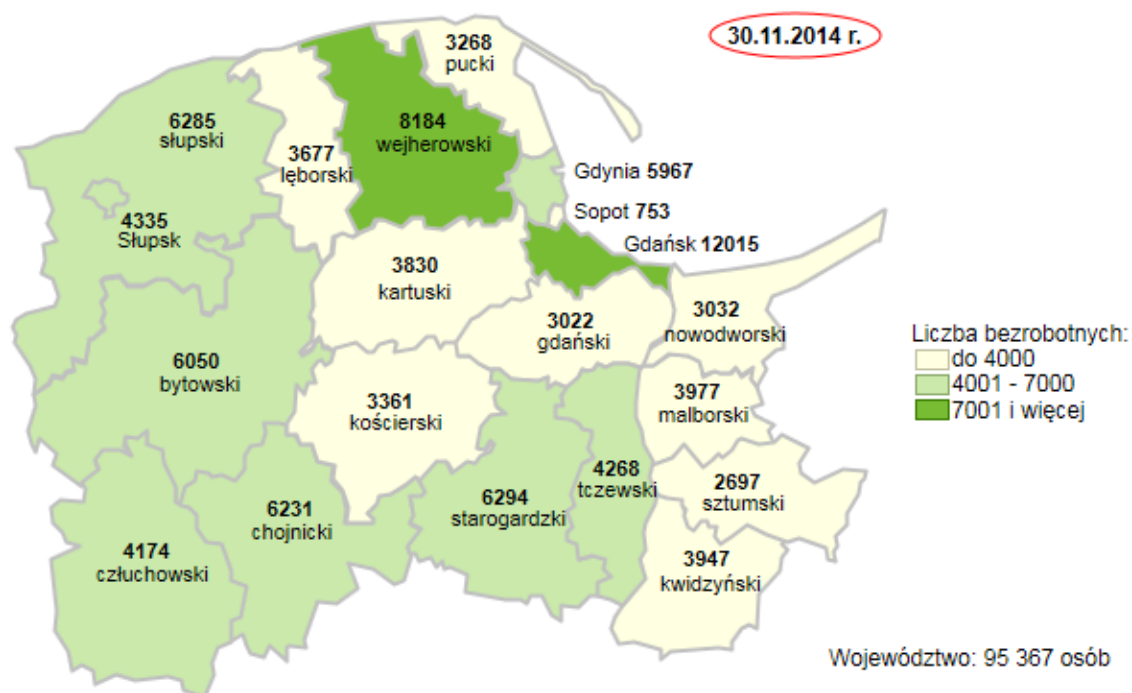 30.11.2014 r.
3268
pucki
6285
słupski
8184
wejherowski
3677
lęborski
Gdynia 5967
Sopot 753
4335
Słupsk
Gdańsk 12015
3830
kartuski
3022
gdański
3032
nowodworski
Liczba bezrobotnych:
do 4000
4001 - 7000
7001 i więcej
6050
bytowski
3361
kościerski
3977
malborski
4268
tczewski
2697
sztumski
6294
starogardzki
6231
chojnicki
4174
człuchowski
3947
kwidzyński
Województwo: 95 367 osób